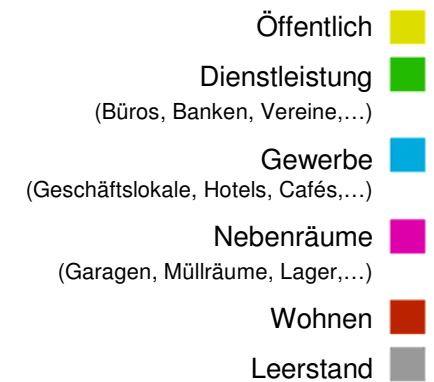 Öffentlich
Dienstleistung
(Büros, Banken, Vereine,…)
Gewerbe
(Geschäftslokale, Hotels, Cafés,…)
Nebenräume
(Garagen, Müllräume, Lager,…)
Wohnen
Leerstand